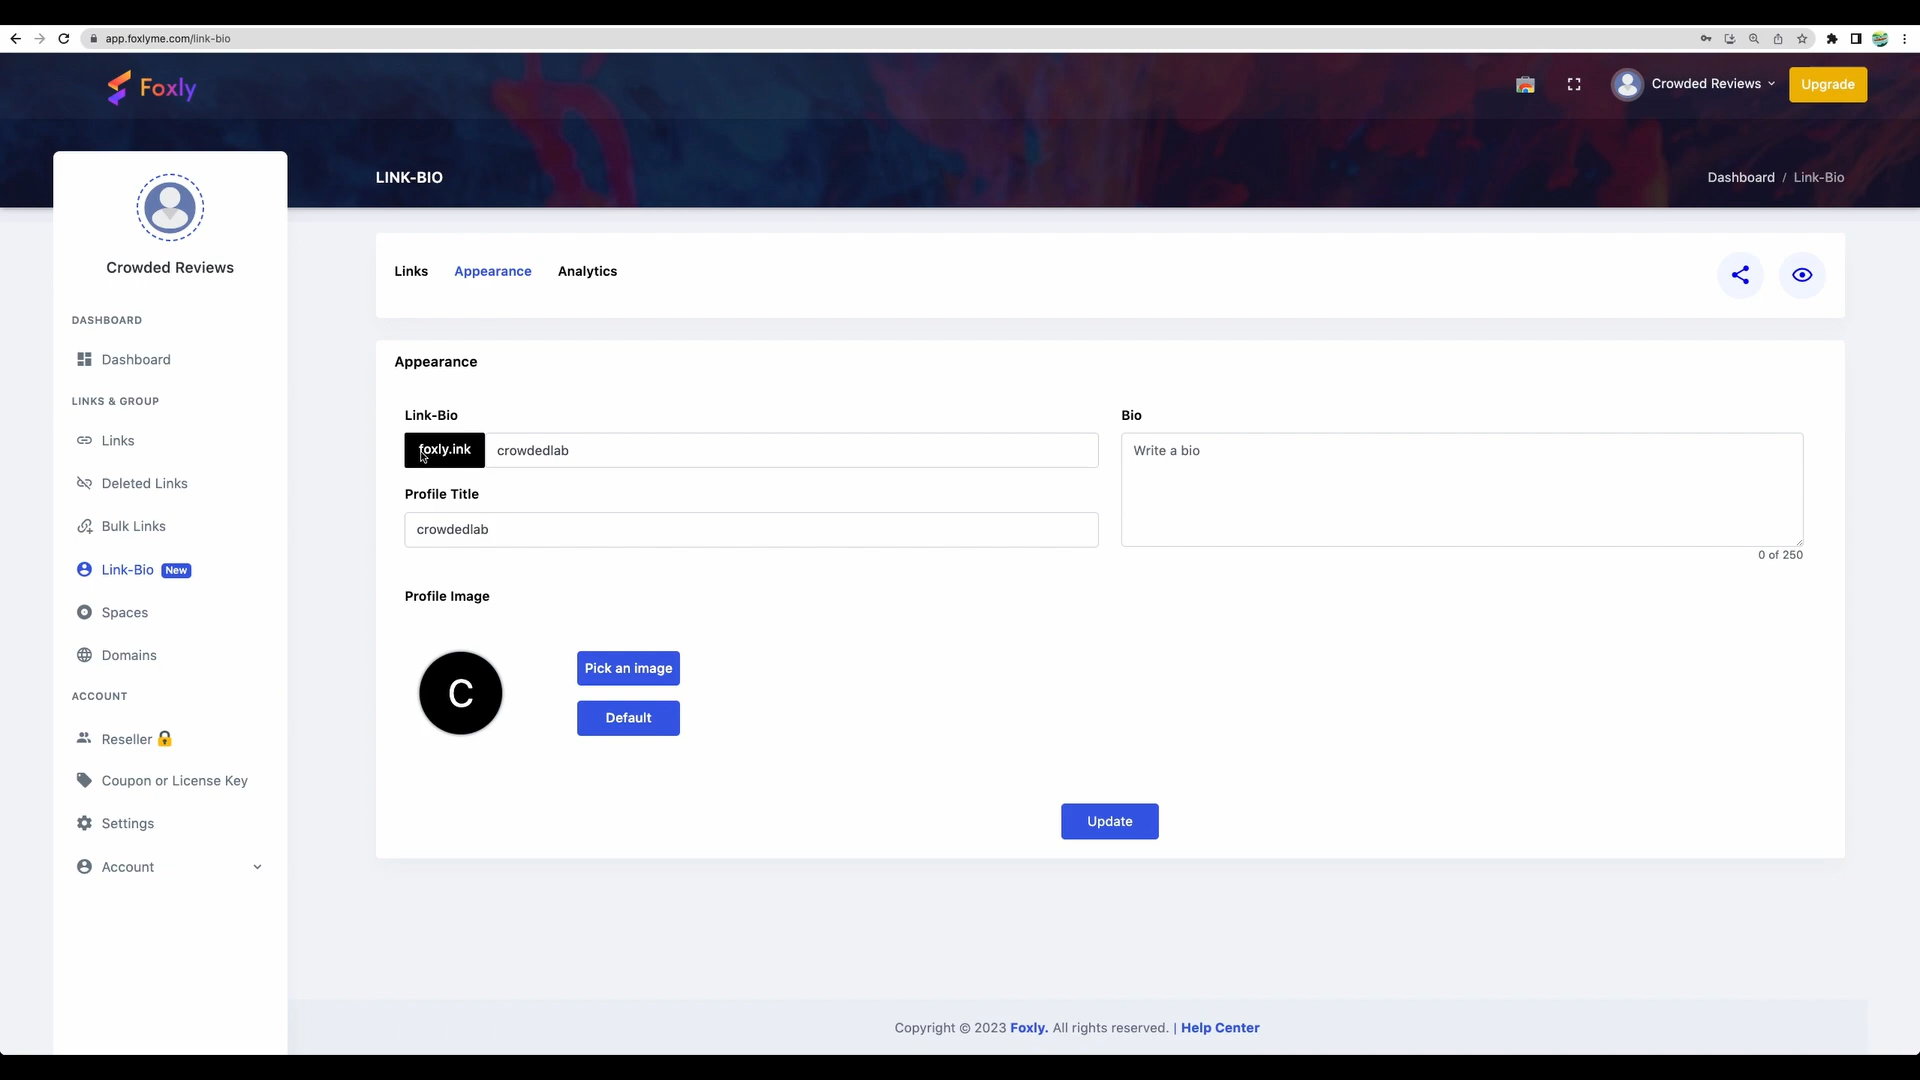 app.foxlyme.com/link-bio
Foxly
Crowded Reviews
Upgrade
LINK-BIO
Dashboard / Link-Bio
Crowded Reviews
DASHBOARD
Dashboard
LINKS & GROUP
Links
Deleted Links
Bulk Links
Link-Bio New
Spaces
Domains
ACCOUNT
Reseller
Coupon or License Key
Settings
Account
Links Appearance Analytics
Appearance
Link-Bio
foxly.ink crowdedlab
Profile Title
crowdedlab
Bio
Write a bio
0 of 250
Profile Image
C
Pick an image
Default
Update
Copyright © 2023 Foxly. All rights reserved. | Help Center